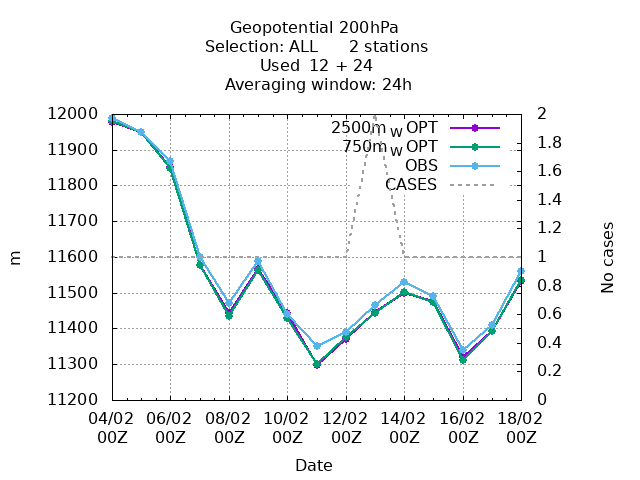 Geopotential 200hPa
Selection: ALL      2 stations
Used  12 + 24
Averaging window: 24h
12000
11900
11800
11700
11600
11500
11400
11300
11200
m
2500m w OPT
750m w OPT
OBS
CASES
2
1.8
1.6
1.4
1.2
1
0.8
0.6
0.4
0.2
0
No cases
04/02 06/02 08/02 10/02 12/02 14/02 16/02 18/02
00Z 00Z 00Z 00Z 00Z 00Z 00Z 00Z
Date